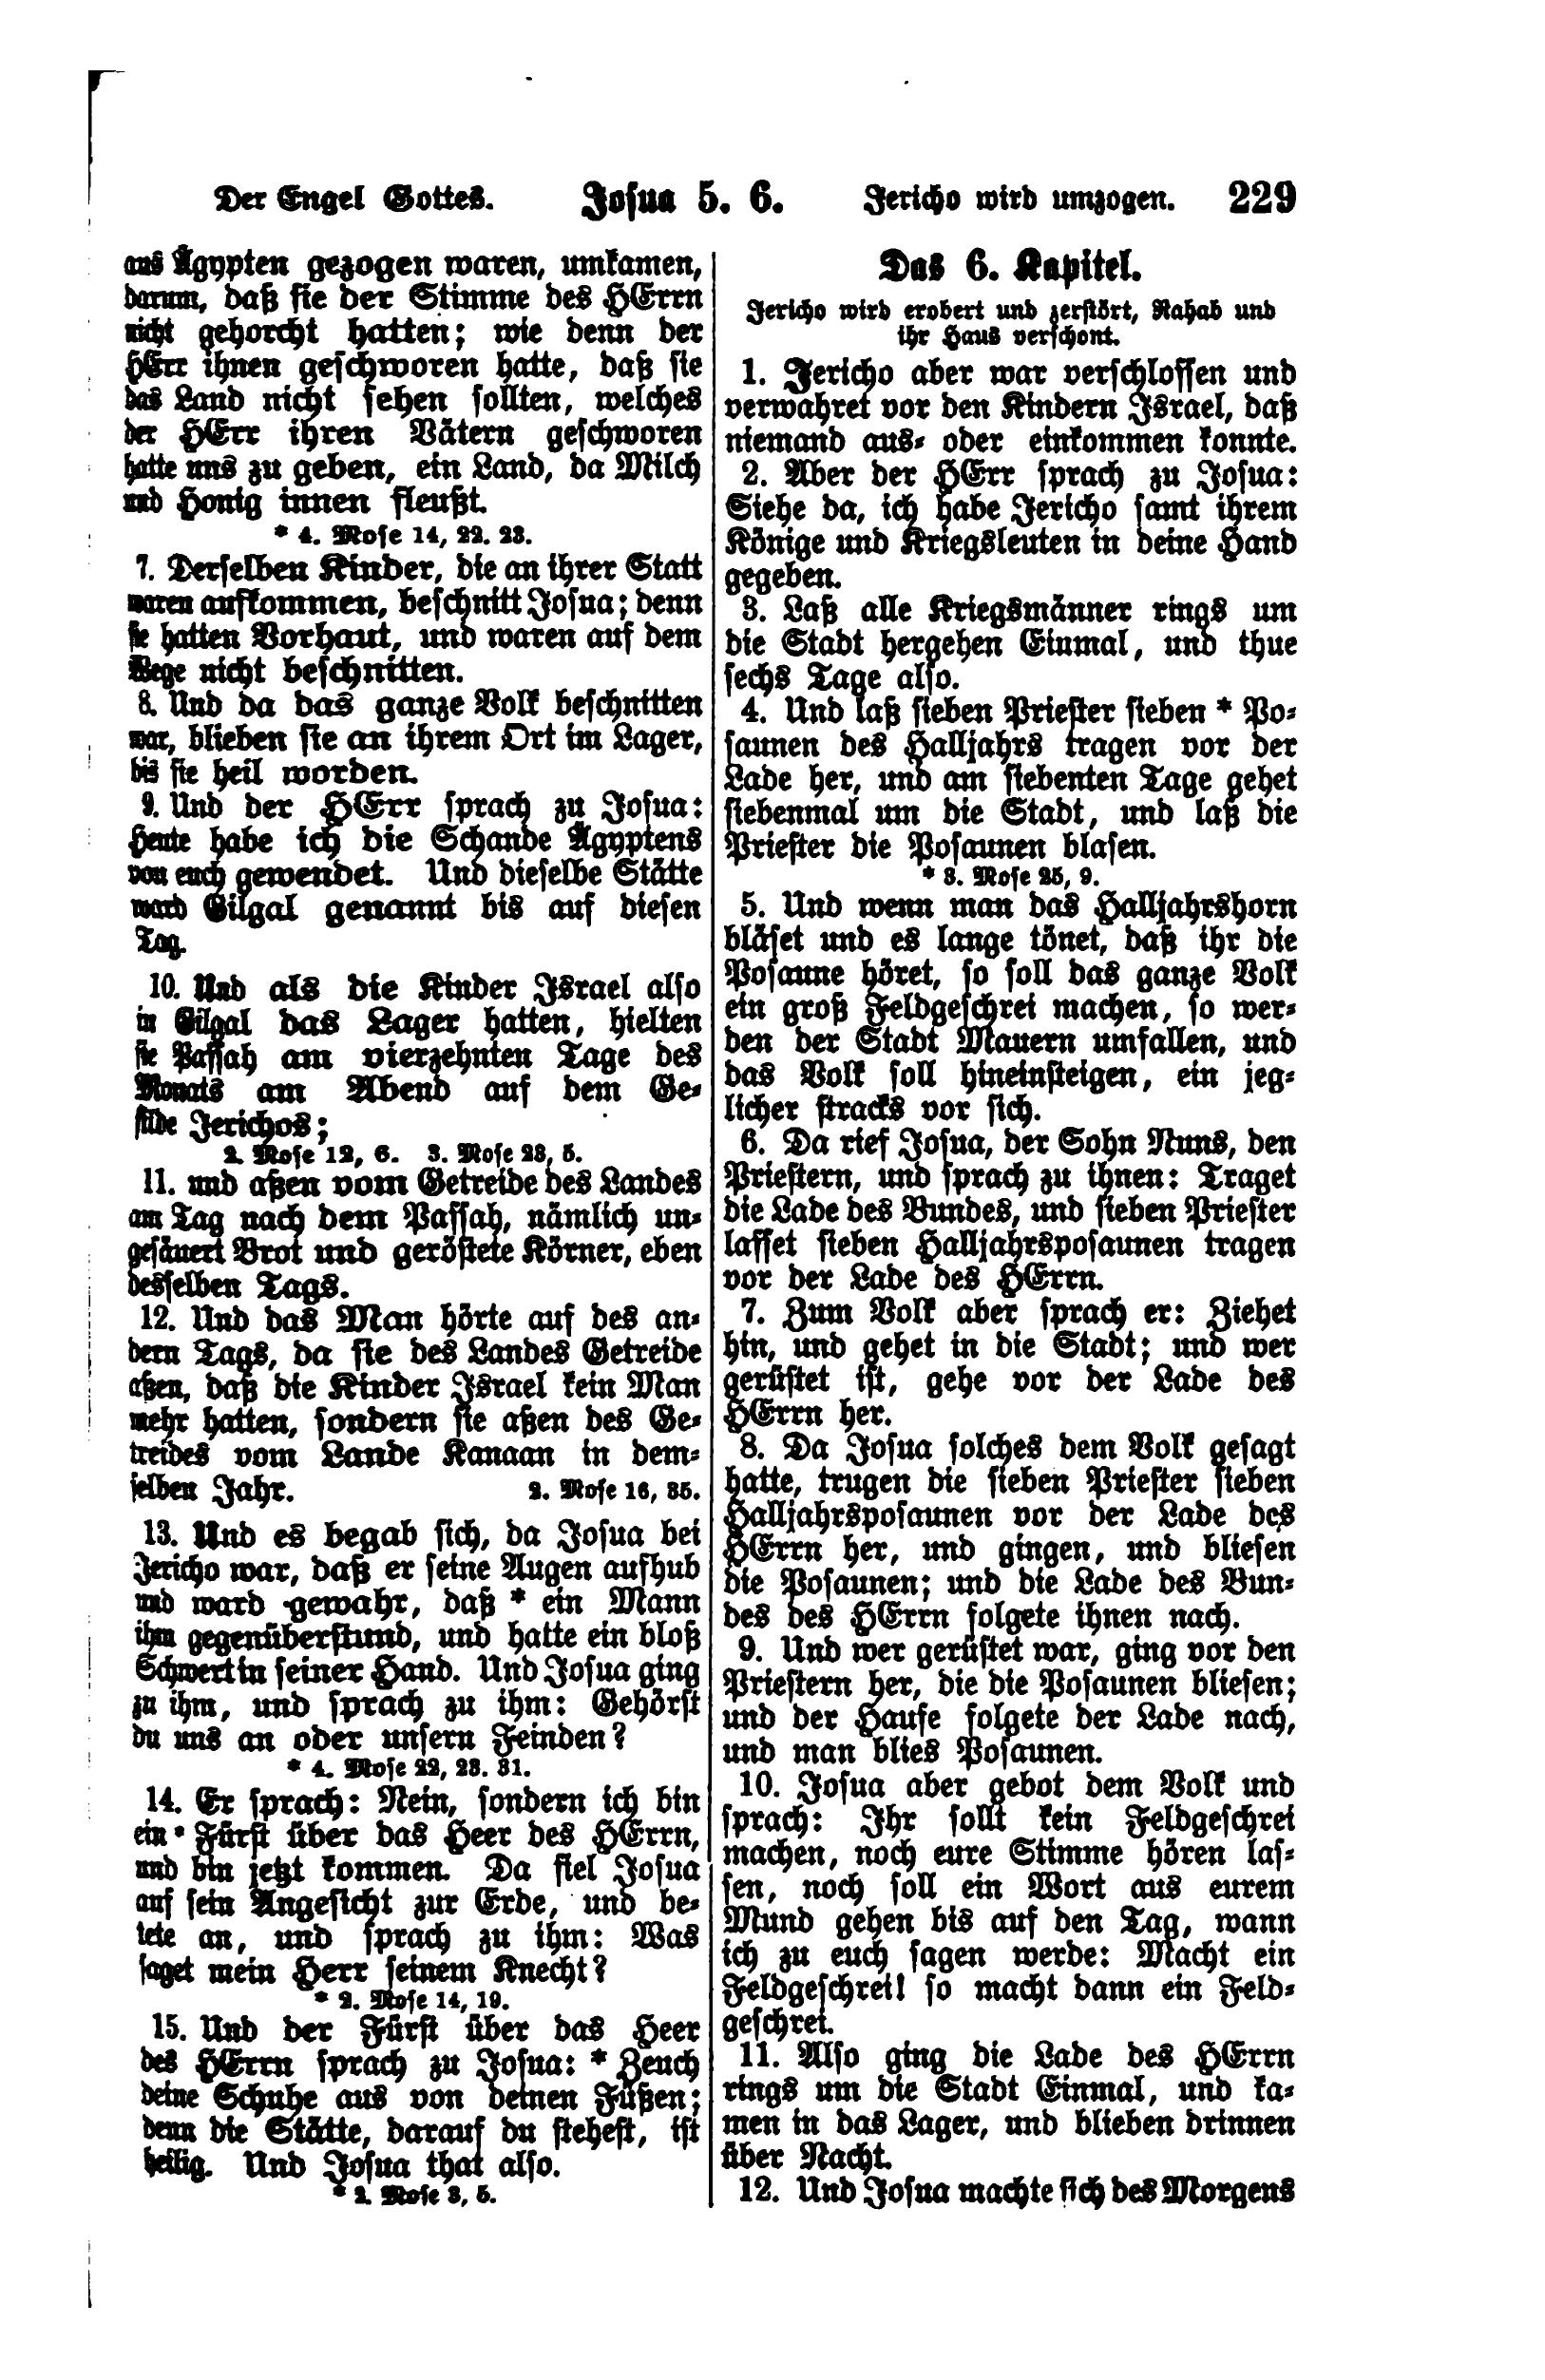 Der Engel Gottes. Josua 5. 6. Jericho wird umzogen. 229
aus Ägypten gezogen waren, umkamen,
darum, daß sie der Stimme des HErrn
nicht gehorcht hatten; wie denn der
HErr ihnen geschworen hatte, daß sie
das Land nicht sehen sollten, welches
der HErr ihren Vätern geschworen
hatte uns zu geben, ein Land, da Milch
und Honig innen fleußt.
* 4. Mose 14, 22. 23.
7. Derselben Kinder, die an ihrer Statt
waren aufkommen, beschnitt Josua; denn
sie hatten Vorhaut, und waren auf dem
Wege nicht beschnitten.
8. Und da das ganze Volk beschnitten
war, blieben sie an ihrem Ort im Lager,
bis sie heil worden.
9. Und der HErr sprach zu Josua:
Heute habe ich die Schande Ägyptens
von euch gewendet. Und dieselbe Stätte
ward Gilgal genannt bis auf diesen
Tag.
10. Und als die Kinder Israel also
in Gilgal das Lager hatten, hielten
sie Passah am vierzehnten Tage des
Monats am Abend auf dem Ge-
filde Jerichos;
2. Mose 12, 6. 3. Mose 23, 5.
11. und aßen vom Getreide des Landes
am Tag nach dem Passah, nämlich un-
gesäuert Brot und geröstete Körner, eben
desselben Tags.
12. Und das Man hörte auf des an-
dern Tags, da sie des Landes Getreide
aßen, daß die Kinder Israel kein Man
mehr hatten, sondern sie aßen des Ge-
treides vom Lande Kanaan in dem-
selben Jahr. 2. Mose 16, 35.
13. Und es begab sich, da Josua bei
Jericho war, daß er seine Augen aufhub
und ward gewahr, daß * ein Mann
ihm gegenüberstund, und hatte ein bloß
Schwert in seiner Hand. Und Josua ging
zu ihm, und sprach zu ihm: Gehörst
du uns an oder unsern Feinden?
* 4. Mose 22, 23. 31.
14. Er sprach: Nein, sondern ich bin
ein * Fürst über das Heer des HErrn,
und bin jetzt kommen. Da fiel Josua
auf sein Angesicht zur Erde, und be-
tete an, und sprach zu ihm: Was
saget mein Herr seinem Knecht?
* 2. Mose 14, 19.
15. Und der Fürst über das Heer
des HErrn sprach zu Josua: * Zeuch
deine Schuhe aus von deinen Füßen;
denn die Stätte, darauf du stehest, ist
heilig. Und Josua that also.
* 2. Mose 3, 5.
Das 6. Kapitel.
Jericho wird erobert und zerstört, Rahab und
ihr Haus verschont.
1. Jericho aber war verschlossen und
verwahret vor den Kindern Israel, daß
niemand aus- oder einkommen konnte.
2. Aber der HErr sprach zu Josua:
Siehe da, ich habe Jericho samt ihrem
Könige und Kriegsleuten in deine Hand
gegeben.
3. Laß alle Kriegsmänner rings um
die Stadt hergehen Einmal, und thue
sechs Tage also.
4. Und laß sieben Priester sieben * Po-
saunen des Halljahrs tragen vor der
Lade her, und am siebenten Tage gehet
siebenmal um die Stadt, und laß die
Priester die Posaunen blasen.
* 3. Mose 25, 9.
5. Und wenn man das Halljahrshorn
bläset und es lange tönet, daß ihr die
Posaune höret, so soll das ganze Volk
ein groß Feldgeschrei machen, so wer-
den der Stadt Mauern umfallen, und
das Volk soll hineinsteigen, ein jeg-
licher stracks vor sich.
6. Da rief Josua, der Sohn Nuns, den
Priestern, und sprach zu ihnen: Traget
die Lade des Bundes, und sieben Priester
lasset sieben Halljahrsposaunen tragen
vor der Lade des HErrn.
7. Zum Volk aber sprach er: Ziehet
hin, und gehet in die Stadt; und wer
gerüstet ist, gehe vor der Lade des
HErrn her.
8. Da Josua solches dem Volk gesagt
hatte, trugen die sieben Priester sieben
Halljahrsposaunen vor der Lade des
HErrn her, und gingen, und bliesen
die Posaunen; und die Lade des Bun-
des des HErrn folgete ihnen nach.
9. Und wer gerüstet war, ging vor den
Priestern her, die die Posaunen bliesen;
und der Haufe folgete der Lade nach,
und man blies Posaunen.
10. Josua aber gebot dem Volk und
sprach: Ihr sollt kein Feldgeschrei
machen, noch eure Stimme hören las-
sen, noch soll ein Wort aus eurem
Mund gehen bis auf den Tag, wann
ich zu euch sagen werde: Macht ein
Feldgeschrei! so macht dann ein Feld-
geschrei.
11. Also ging die Lade des HErrn
rings um die Stadt Einmal, und ka-
men in das Lager, und blieben drinnen
über Nacht.
12. Und Josua machte sich des Morgens